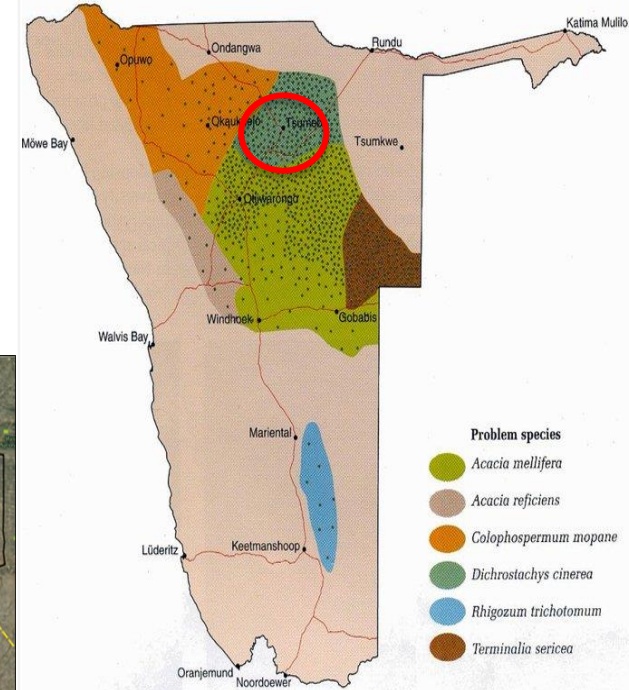 Katima Mulilo
Ondangwa
Rundu
Opuwo
Tsumeb
Möwe Bay
Tsumkwe
Otjiwarongo
Windhoek
Gobabis
Walvis Bay
Mariental
Problem species
Acacia mellifera
Acacia reficiens
Colophospermum mopane
Dichrostachys cinerea
Rhigozum trichotomum
Terminalia sericea
Lüderitz
Keetmanshoop
Oranjemund
Noordoewer